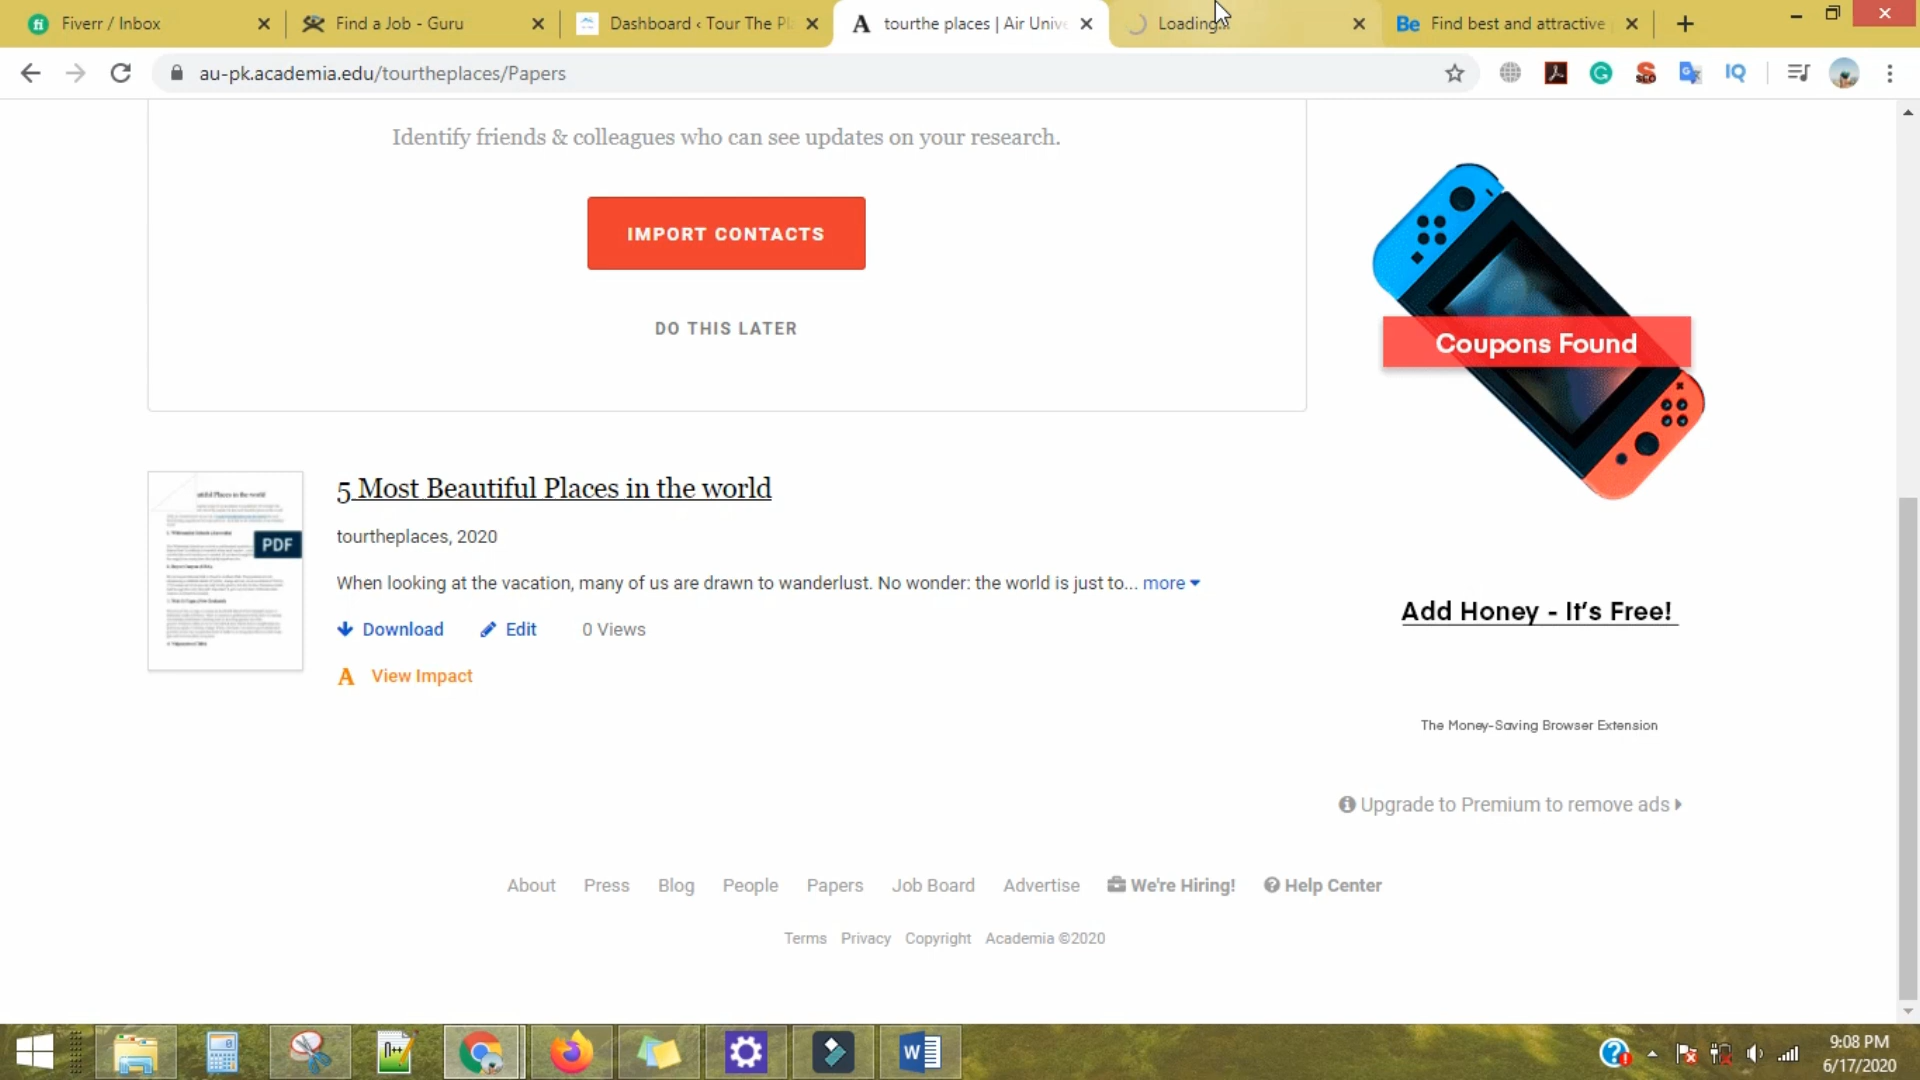 Fiverr / Inbox
Find a Job - Guru
Dashboard ‹ Tour The Pl
tourthe places | Air Unive
Loading...
Find best and attractive
au-pk.academia.edu/tourtheplaces/Papers
Identify friends & colleagues who can see updates on your research.
IMPORT CONTACTS
DO THIS LATER
Coupons Found
5 Most Beautiful Places in the world
PDF
tourtheplaces, 2020
When looking at the vacation, many of us are drawn to wanderlust. No wonder: the world is just to... more
Download Edit 0 Views
View Impact
Add Honey - It's Free!
The Money-Saving Browser Extension
Upgrade to Premium to remove ads
About Press Blog People Papers Job Board Advertise We're Hiring! Help Center
Terms Privacy Copyright Academia ©2020
9:08 PM
6/17/2020